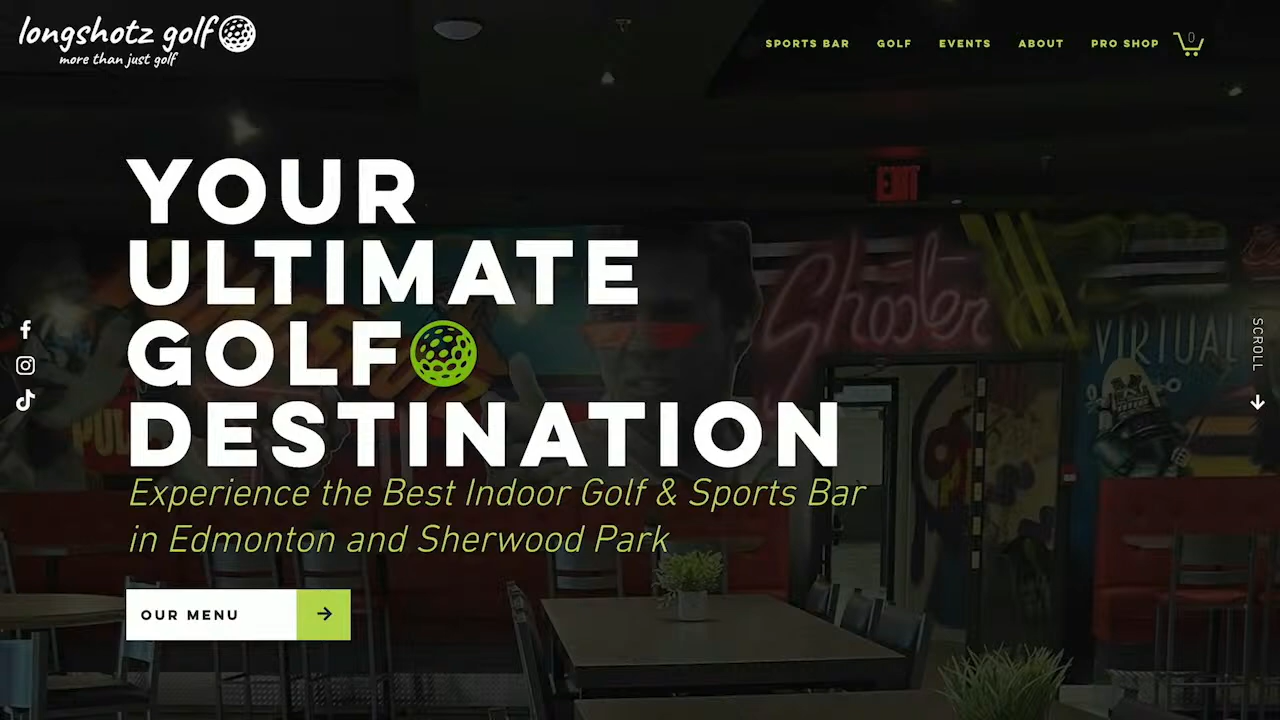 longshotz golf
more than just golf
SPORTS BAR
GOLF
EVENTS
ABOUT
PRO SHOP
0
YOUR
ULTIMATE
GOLF
DESTINATION
Experience the Best Indoor Golf & Sports Bar
in Edmonton and Sherwood Park
OUR MENU
SCROLL
EXIT
Shooter
VIRTUAL